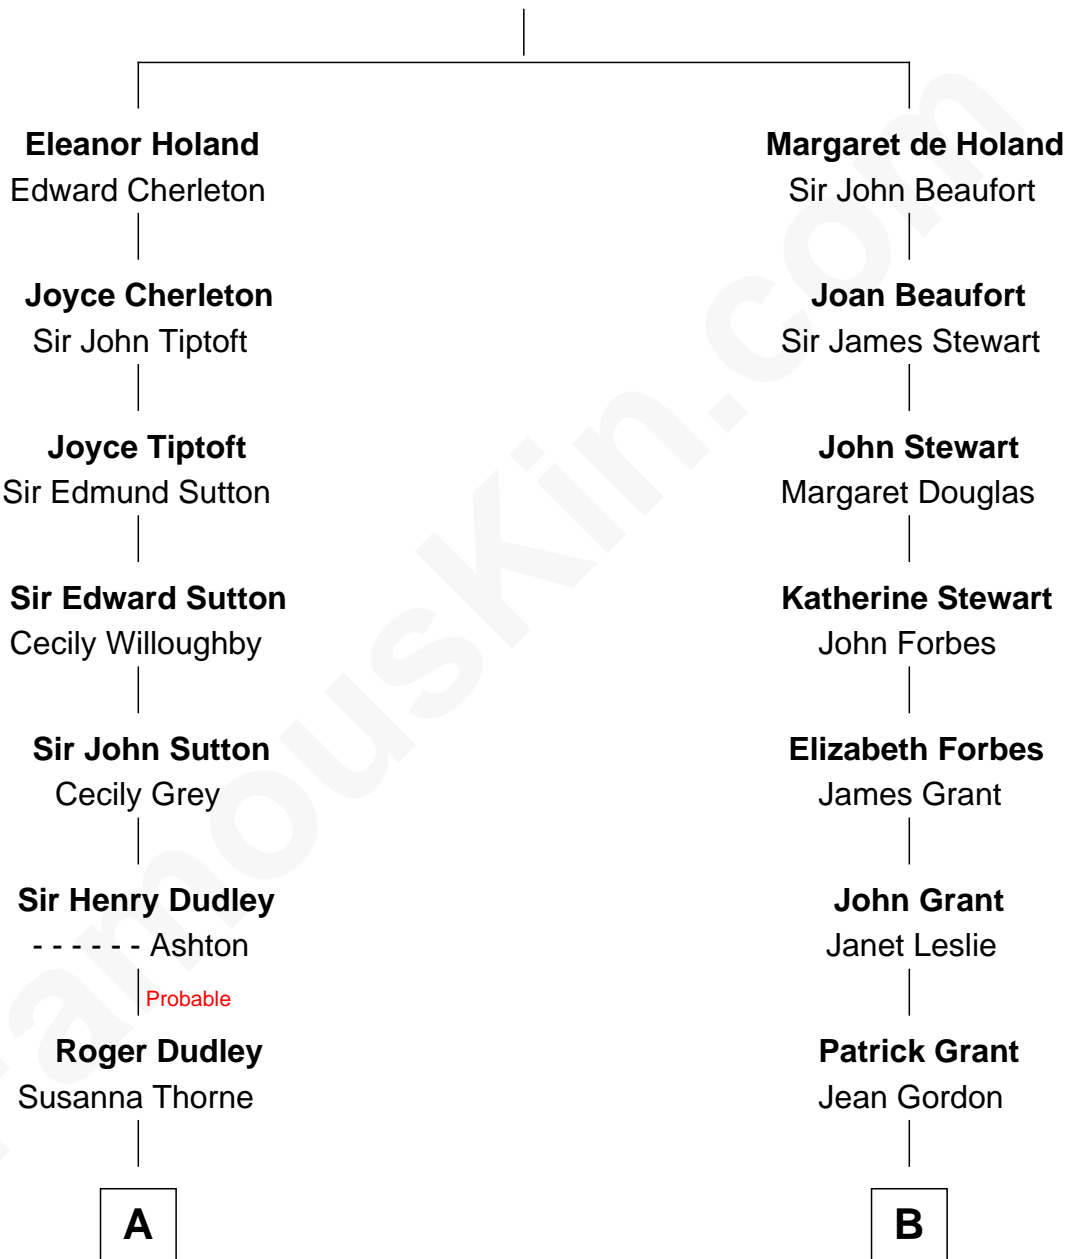 Eleanor Holand
Edward Cherleton
Margaret de Holand
Sir John Beaufort
Joyce Cherleton
Sir John Tiptoft
Joan Beaufort
Sir James Stewart
Joyce Tiptoft
Sir Edmund Sutton
John Stewart
Margaret Douglas
Sir Edward Sutton
Cecily Willoughby
Katherine Stewart
John Forbes
Sir John Sutton
Cecily Grey
Elizabeth Forbes
James Grant
Sir Henry Dudley
- - - - - - Ashton
Probable
John Grant
Janet Leslie
Roger Dudley
Susanna Thorne
Patrick Grant
Jean Gordon
A
B
FamousKin.com